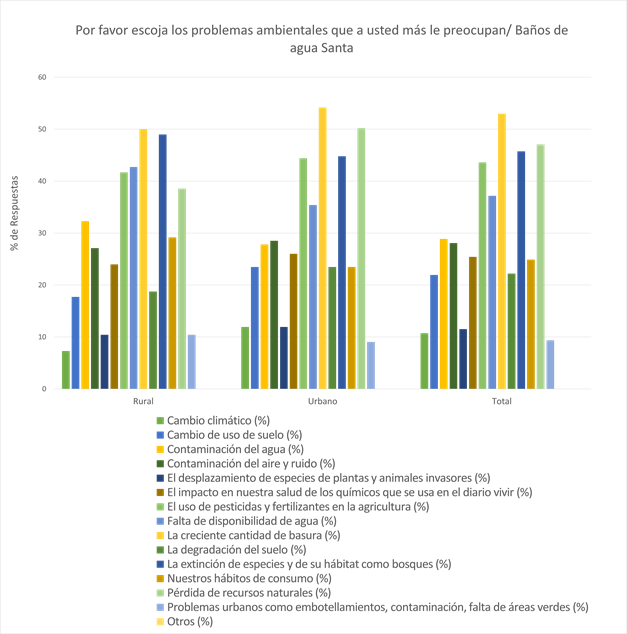 Por favor escoja los problemas ambientales que a usted más le preocupan/ Baños de
agua Santa
60
50
40
30
20
10
0
% de Respuestas
Rural
Urbano
Total
Cambio climático (%)
Cambio de uso de suelo (%)
Contaminación del agua (%)
Contaminación del aire y ruido (%)
El desplazamiento de especies de plantas y animales invasores (%)
El impacto en nuestra salud de los químicos que se usa en el diario vivir (%)
El uso de pesticidas y fertilizantes en la agricultura (%)
Falta de disponibilidad de agua (%)
La creciente cantidad de basura (%)
La degradación del suelo (%)
La extinción de especies y de su hábitat como bosques (%)
Nuestros hábitos de consumo (%)
Pérdida de recursos naturales (%)
Problemas urbanos como embotellamientos, contaminación, falta de áreas verdes (%)
Otros (%)